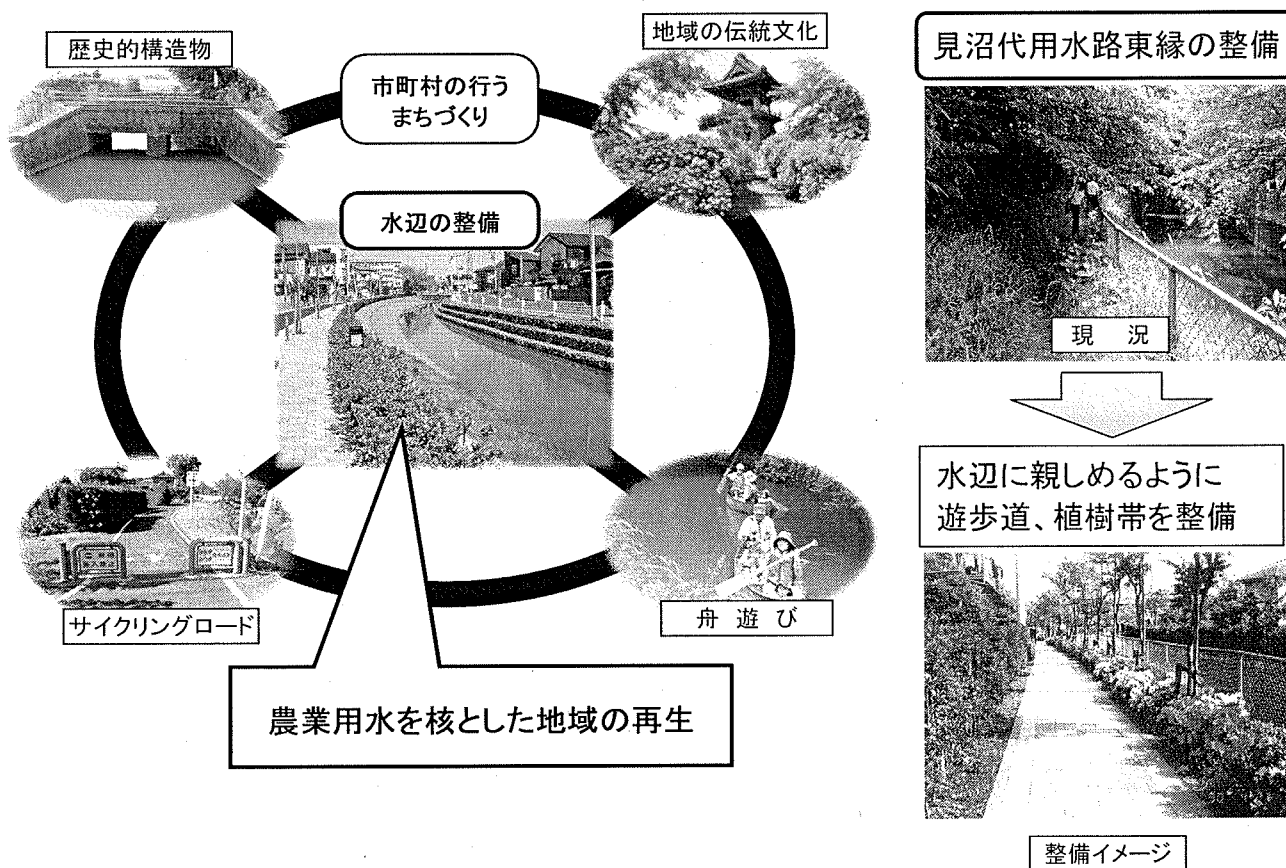 歴史的構造物
市町村の行う
まちづくり
地域の伝統文化
水辺の整備
サイクリングロード
舟遊び
農業用水を核とした地域の再生
見沼代用水路東縁の整備
現況
水辺に親しめるように
遊歩道、植樹帯を整備
整備イメージ